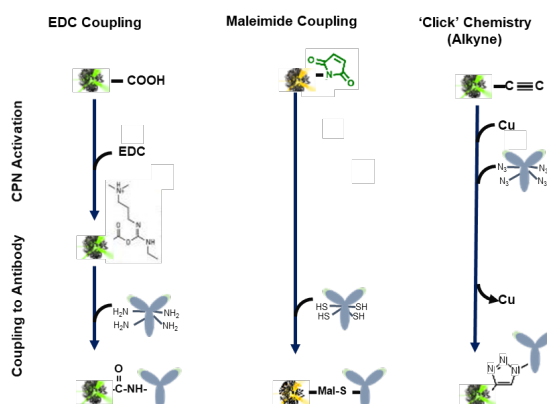 EDC Coupling
Maleimide Coupling
‘Click’ Chemistry
(Alkyne)
CPN Activation
Coupling to Antibody
COOH
EDC
H
N+
N
O
O
NH
H2N
NH2
H2N
NH2
O
C-NH-
O
N
O
HS
SH
HS
SH
Mal-S
C≡C
Cu
N3
N3
N3
N3
Cu
N
N
N